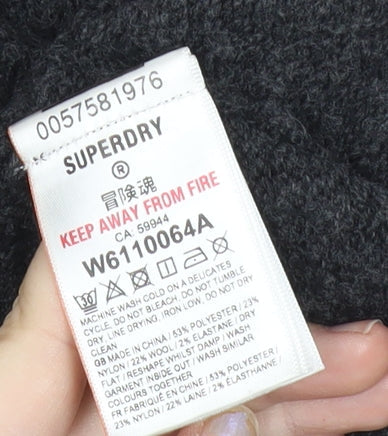 0057581976
SUPERDRY
®
冒険魂
KEEP AWAY FROM FIRE
CA: 59944
W6110064A
30
MACHINE WASH COLD ON A DELICATES
CYCLE, DO NOT BLEACH, DO NOT TUMBLE
DRY, LINE DRYING, IRON LOW, DO NOT DRY
CLEAN
GB MADE IN CHINA / 53% POLYESTER / 23%
NYLON / 22% WOOL / 2% ELASTANE / DRY
FLAT / RESHAPE WHILST DAMP / WASH
GARMENT INSIDE OUT / WASH SIMILAR
COLOURS TOGETHER
FR FABRIQUÉ EN CHINE / 53% POLYESTER /
23% NYLON / 22% LAINE / 2% ÉLASTHANNE /